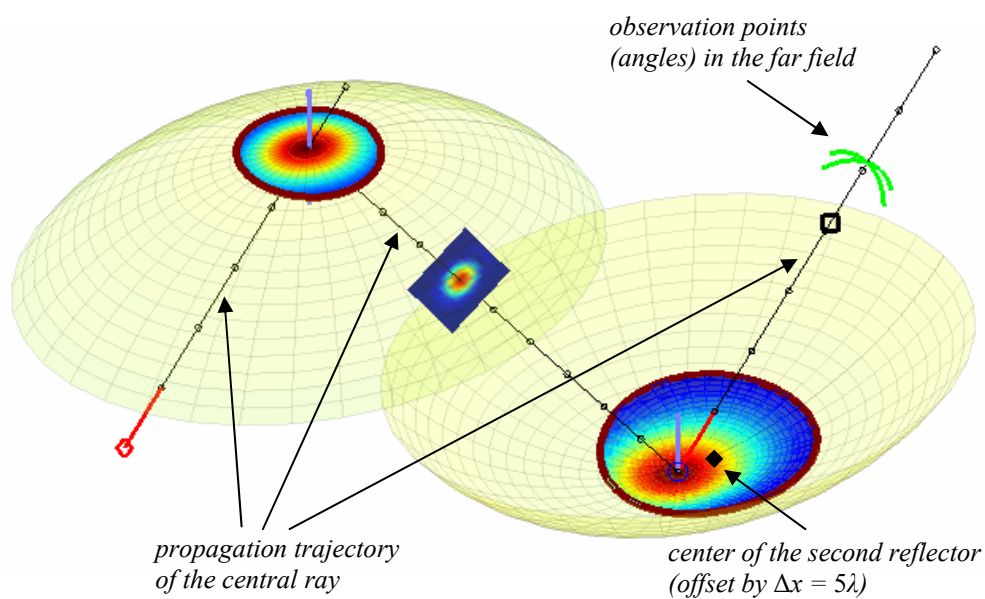 observation points
(angles) in the far field
propagation trajectory
of the central ray
center of the second reflector
(offset by Δx = 5λ)